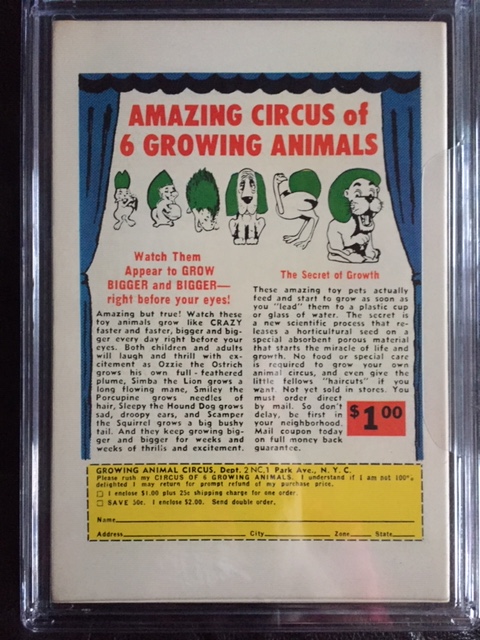 AMAZING CIRCUS of
6 GROWING ANIMALS
Watch Them
Appear to GROW
BIGGER and BIGGER—
right before your eyes!
Amazing but true! Watch these
toy animals grow like CRAZY
faster and faster, bigger and big-
ger every day right before your
eyes. Both children and adults
will laugh and thrill with ex-
citement as Ozzie the Ostrich
grows his own full - feathered
plume, Simba the Lion grows a
long flowing mane, Smiley the
Porcupine grows needles of
hair, Sleepy the Hound Dog grows
sad, droopy ears, and Scamper
the Squirrel grows a big bushy
tail. And they keep growing big-
ger and bigger for weeks and
weeks of thrills and excitement.
The Secret of Growth
These amazing toy pets actually
feed and start to grow as soon as
you "lead" them to a plastic cup
or glass of water. The secret is
a new scientific process that re-
leases a horticultural seed on a
special absorbent porous material
that starts the miracle of life and
growth. No food or special care
is required to grow your own
animal circus, and even give the
little fellows "haircuts" if you
want. Not yet sold in stores. You
must order direct
by mail. So don't
delay, be first in
your neighborhood.
Mail coupon today
on full money back
guarantee.
$1.00
GROWING ANIMAL CIRCUS, Dept. 2NC,1 Park Ave., N. Y. C.
Please rush my CIRCUS OF 6 GROWING ANIMALS. I understand if I am not 100%
delighted I may return for prompt refund of my purchase price.
I enclose $1.00 plus 25c shipping charge for one order.
SAVE 50c. I enclose $2.00. Send double order.
Name
Address City Zone State